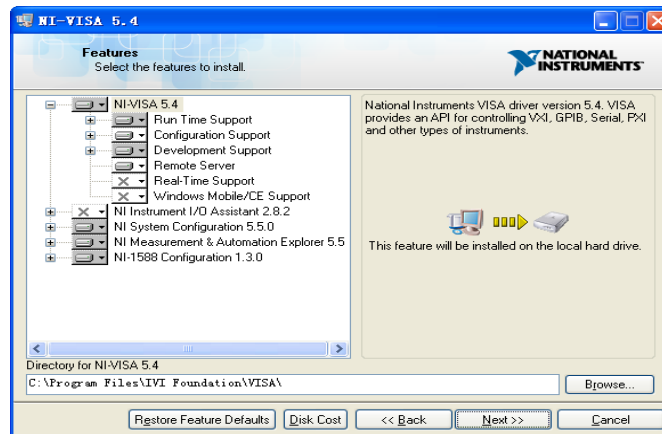 NI-VISA 5.4
Features
Select the features to install.
NATIONAL
INSTRUMENTS
NI-VISA 5.4
Run Time Support
Configuration Support
Development Support
Remote Server
Real-Time Support
Windows Mobile/CE Support
NI Instrument I/O Assistant 2.8.2
NI System Configuration 5.5.0
NI Measurement & Automation Explorer 5.5
NI-1588 Configuration 1.3.0
National Instruments VISA driver version 5.4. VISA
provides an API for controlling VXI, GPIB, Serial, PXI
and other types of instruments.
This feature will be installed on the local hard drive.
Directory for NI-VISA 5.4
C:\Program Files\IVI Foundation\VISA\
Browse...
Restore Feature Defaults
Disk Cost
<< Back
Next >>
Cancel